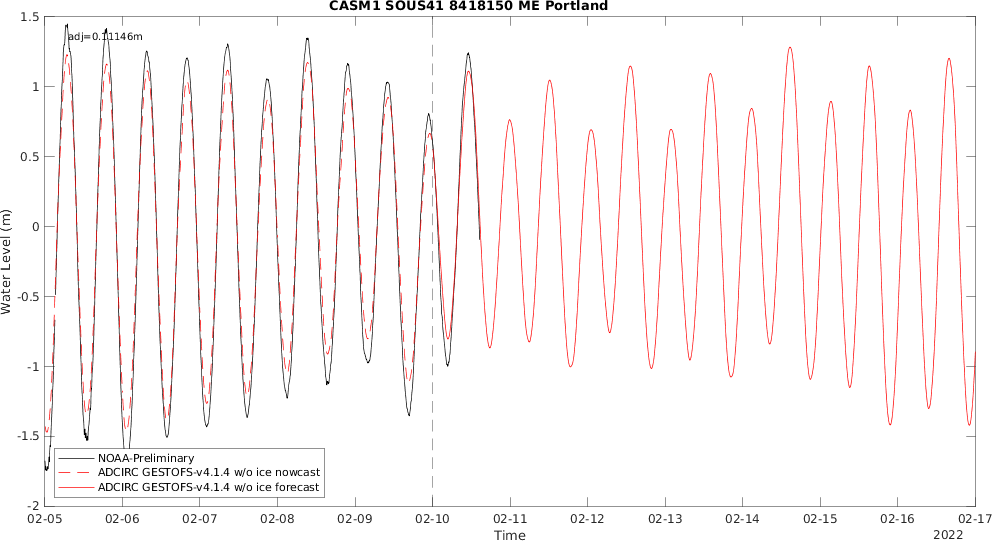 CASM1 SOUS41 8418150 ME Portland
1.5
adj=0.11146m
1
0.5
0
-0.5
-1
-1.5
-2
Water Level (m)
NOAA-Preliminary
ADCIRC GESTOFS-v4.1.4 w/o ice nowcast
ADCIRC GESTOFS-v4.1.4 w/o ice forecast
02-05 02-06 02-07 02-08 02-09 02-10 02-11 02-12 02-13 02-14 02-15 02-16 02-17
Time
2022